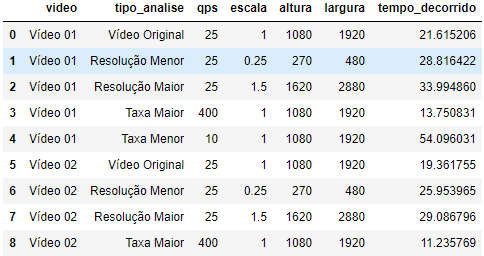 video tipo_analise qps escala altura largura tempo_decorrido
0 Vídeo 01 Vídeo Original 25 1 1080 1920 21.615206
1 Vídeo 01 Resolução Menor 25 0.25 270 480 28.816422
2 Vídeo 01 Resolução Maior 25 1.5 1620 2880 33.994860
3 Vídeo 01 Taxa Maior 400 1 1080 1920 13.750831
4 Vídeo 01 Taxa Menor 10 1 1080 1920 54.096031
5 Vídeo 02 Vídeo Original 25 1 1080 1920 19.361755
6 Vídeo 02 Resolução Menor 25 0.25 270 480 25.953965
7 Vídeo 02 Resolução Maior 25 1.5 1620 2880 29.086796
8 Vídeo 02 Taxa Maior 400 1 1080 1920 11.235769